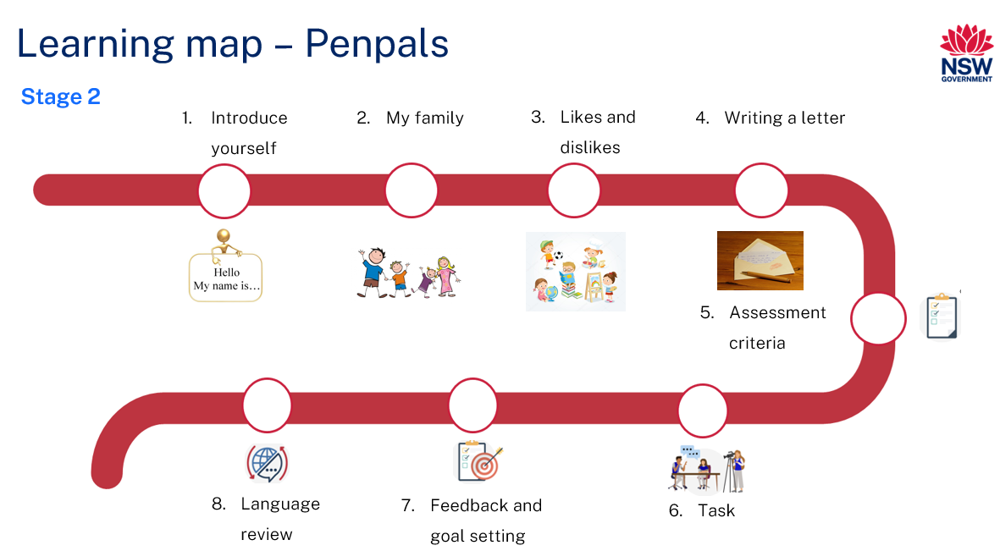 Learning map – Penpals
NSW
GOVERNMENT
Stage 2
1. Introduce
yourself
2. My family
3. Likes and
dislikes
4. Writing a letter
Hello
My name is...
5. Assessment
criteria
6. Task
7. Feedback and
goal setting
8. Language
review